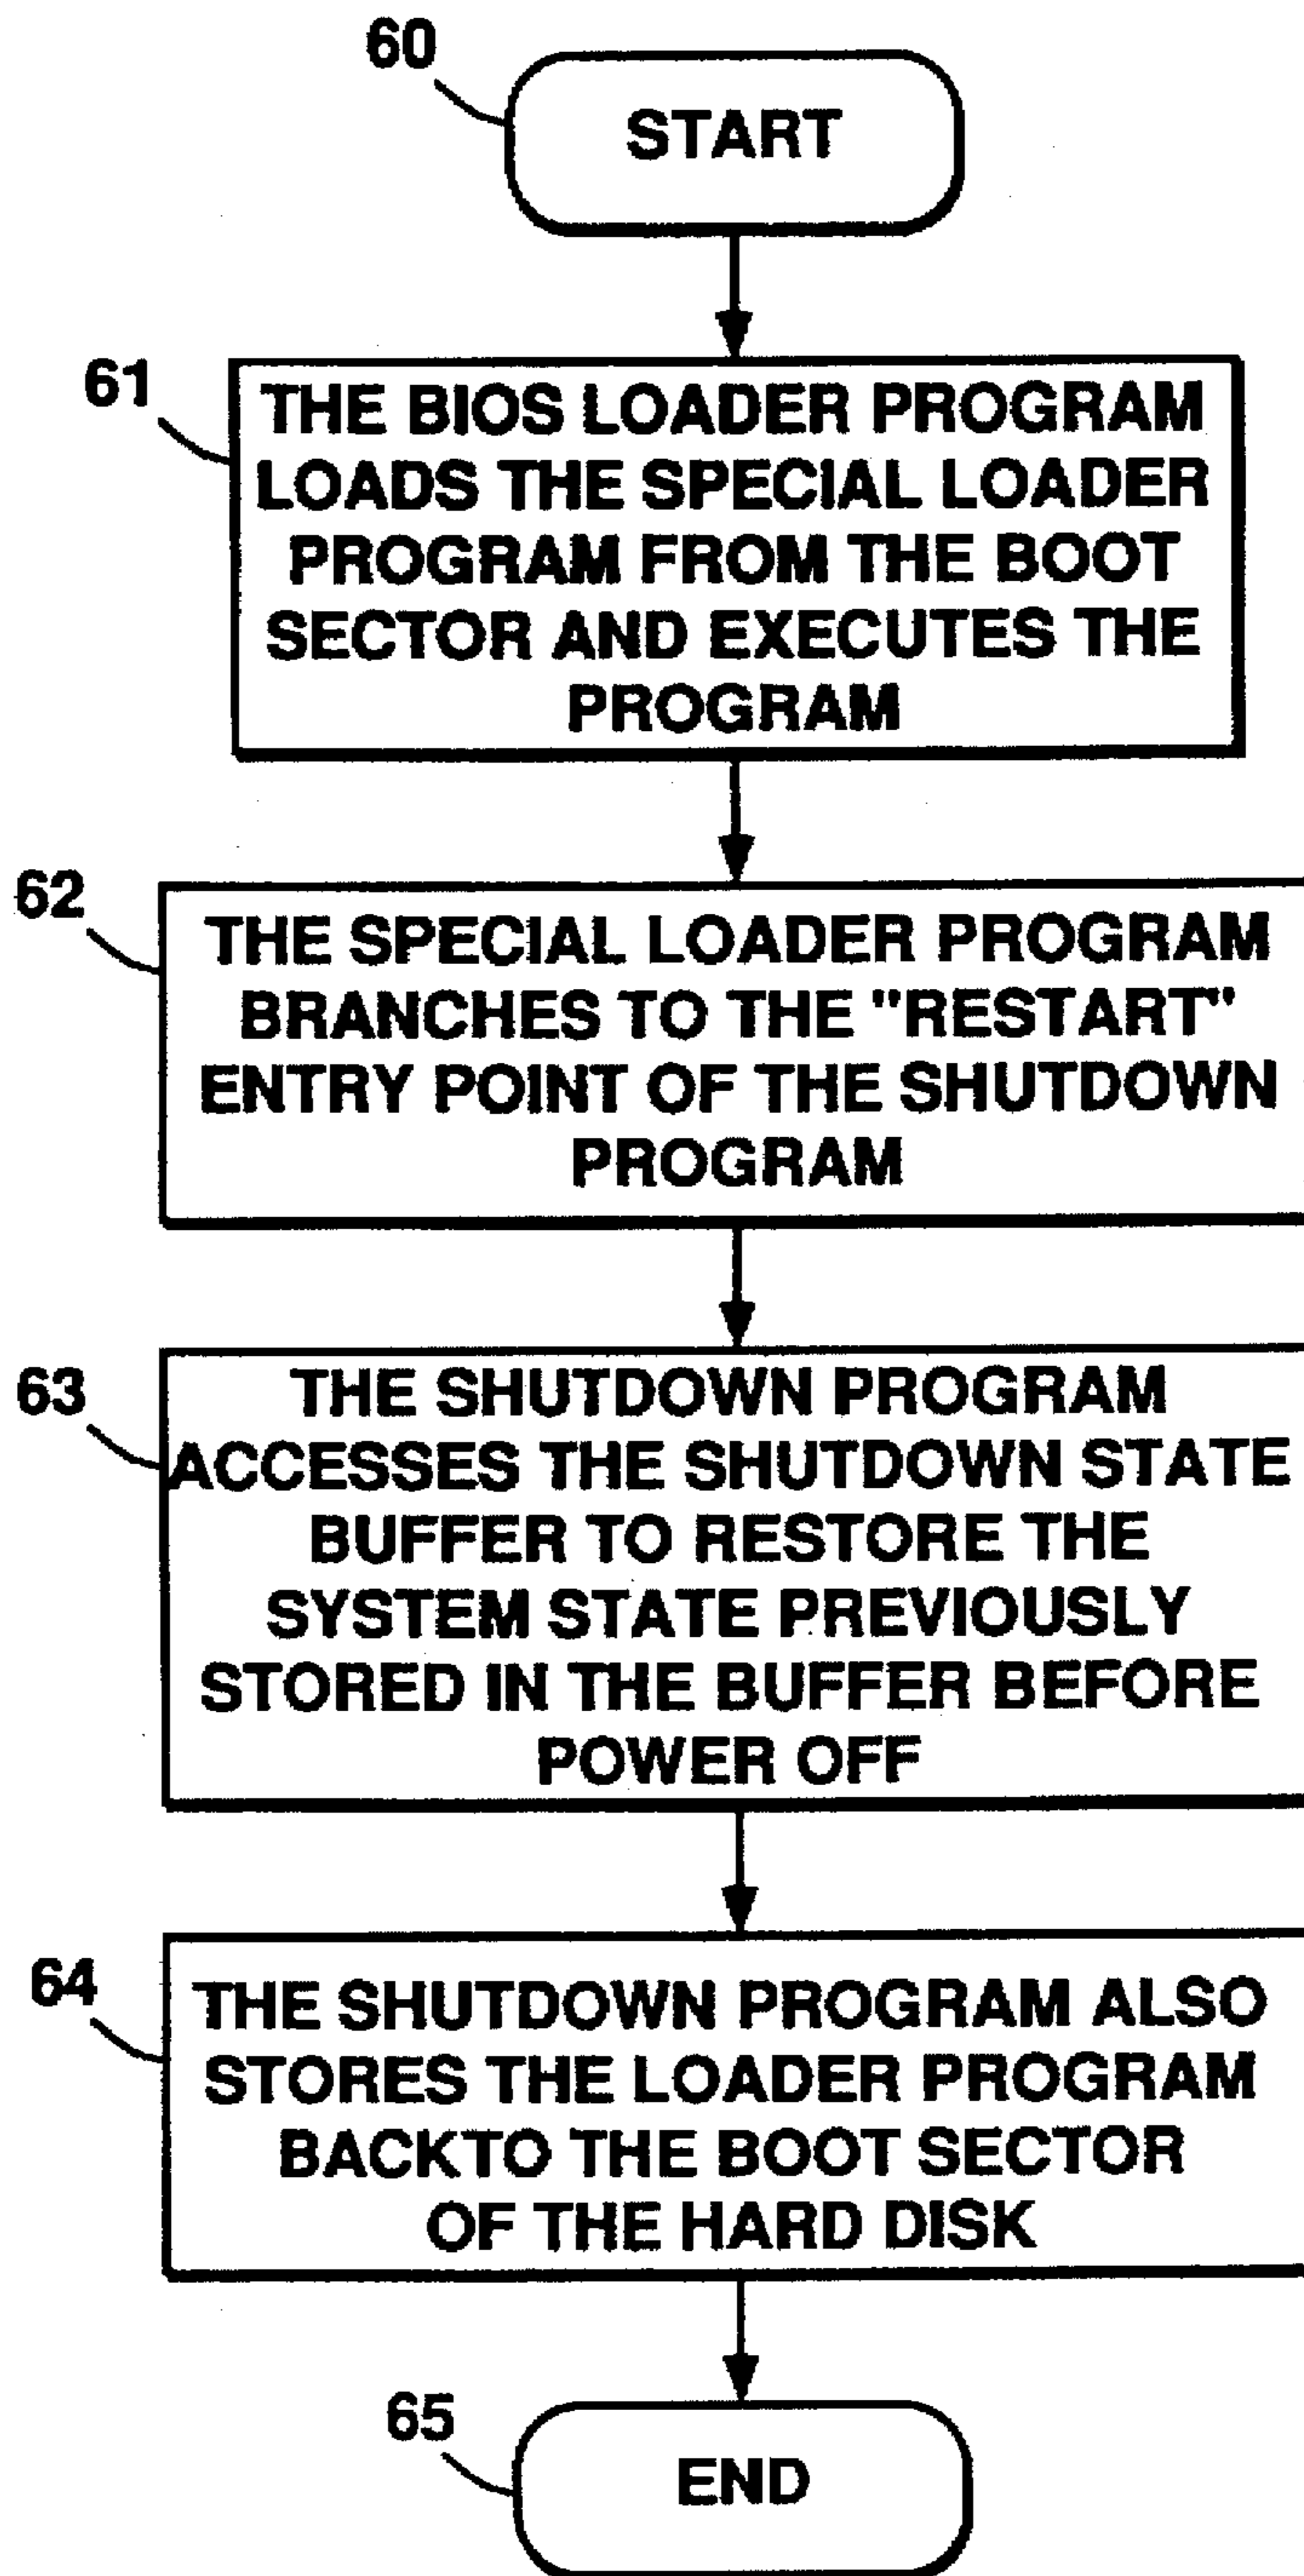 60
START
61
THE BIOS LOADER PROGRAM
LOADS THE SPECIAL LOADER
PROGRAM FROM THE BOOT
SECTOR AND EXECUTES THE
PROGRAM
62
THE SPECIAL LOADER PROGRAM
BRANCHES TO THE "RESTART"
ENTRY POINT OF THE SHUTDOWN
PROGRAM
63
THE SHUTDOWN PROGRAM
ACCESSES THE SHUTDOWN STATE
BUFFER TO RESTORE THE
SYSTEM STATE PREVIOUSLY
STORED IN THE BUFFER BEFORE
POWER OFF
64
THE SHUTDOWN PROGRAM ALSO
STORES THE LOADER PROGRAM
BACKTO THE BOOT SECTOR
OF THE HARD DISK
65
END